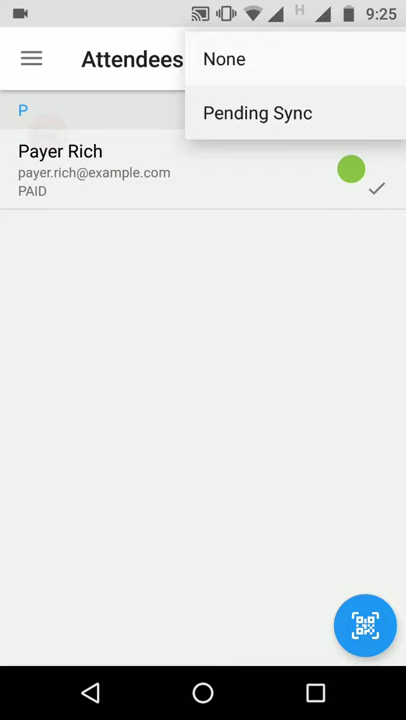 H
9:25
Attendees
None
Pending Sync
P
Payer Rich
payer.rich@example.com
PAID